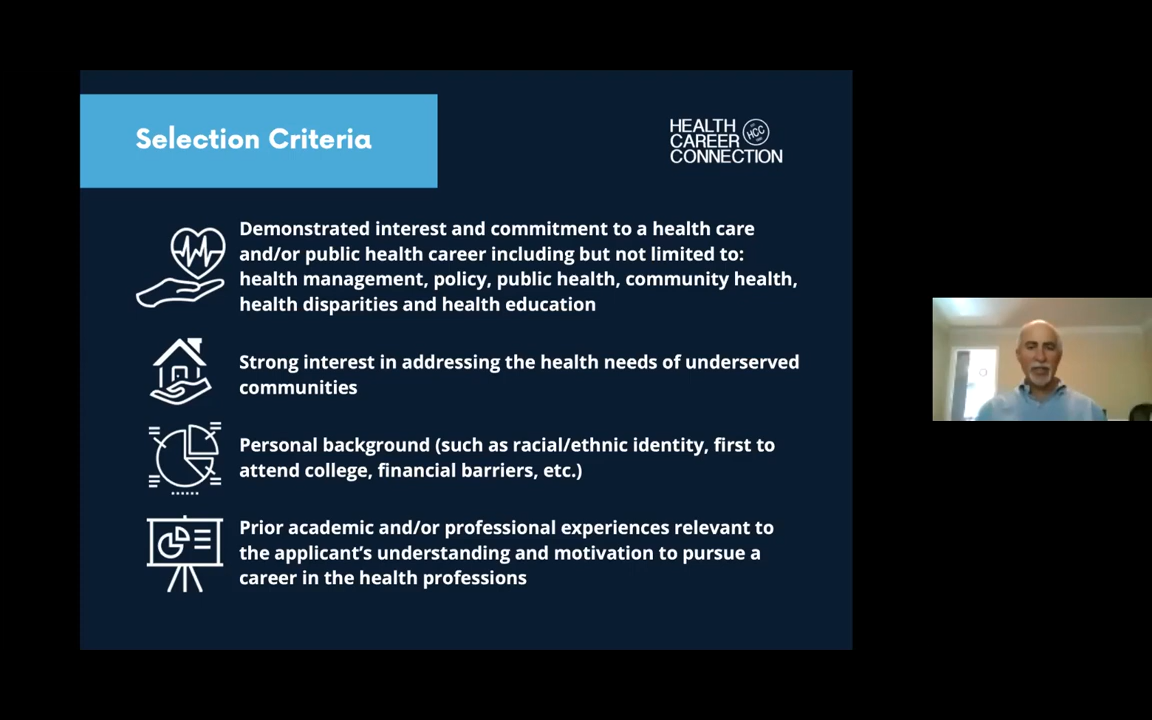 Selection Criteria
HEALTH
CAREER
CONNECTION
HCC
Demonstrated interest and commitment to a health care
and/or public health career including but not limited to:
health management, policy, public health, community health,
health disparities and health education
Strong interest in addressing the health needs of underserved
communities
Personal background (such as racial/ethnic identity, first to
attend college, financial barriers, etc.)
Prior academic and/or professional experiences relevant to
the applicant’s understanding and motivation to pursue a
career in the health professions